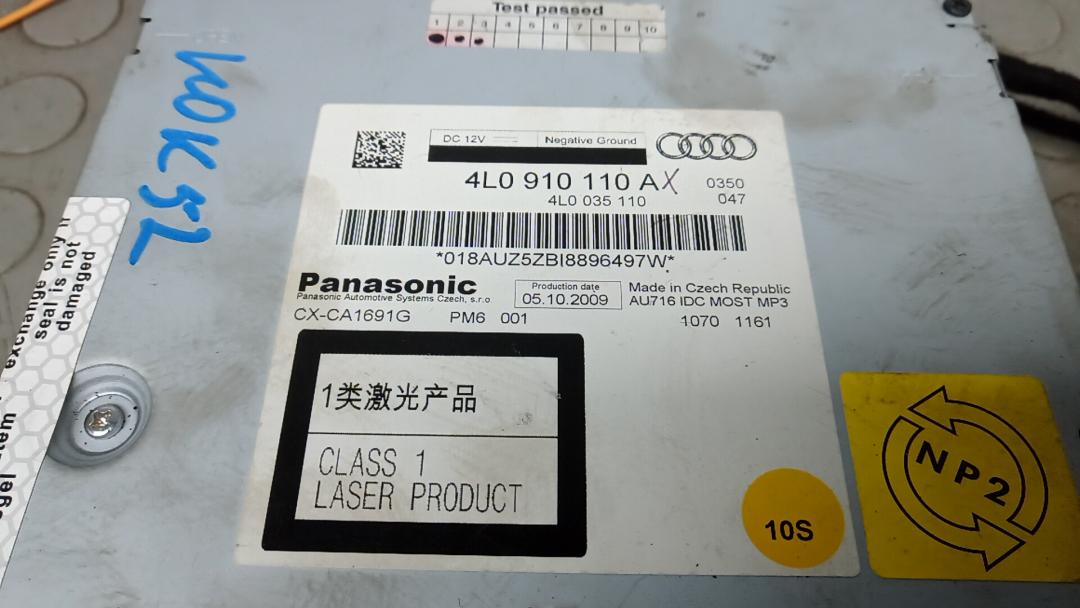 Test passed
1 2 3 4 5 6 7 8 9 10
WOK52
DC 12V Negative Ground
4L0 910 110 AX 0350
4L0 035 110 047
*018AUZ5ZBI8896497W*
Panasonic
Panasonic Automotive Systems Czech, s.r.o.
Production date
05.10.2009
Made in Czech Republic
AU716 IDC MOST MP3
CX-CA1691G PM6 001 1070 1161
1类激光产品
CLASS 1
LASER PRODUCT
10S
NP2
exchange only if
seal is not
damaged